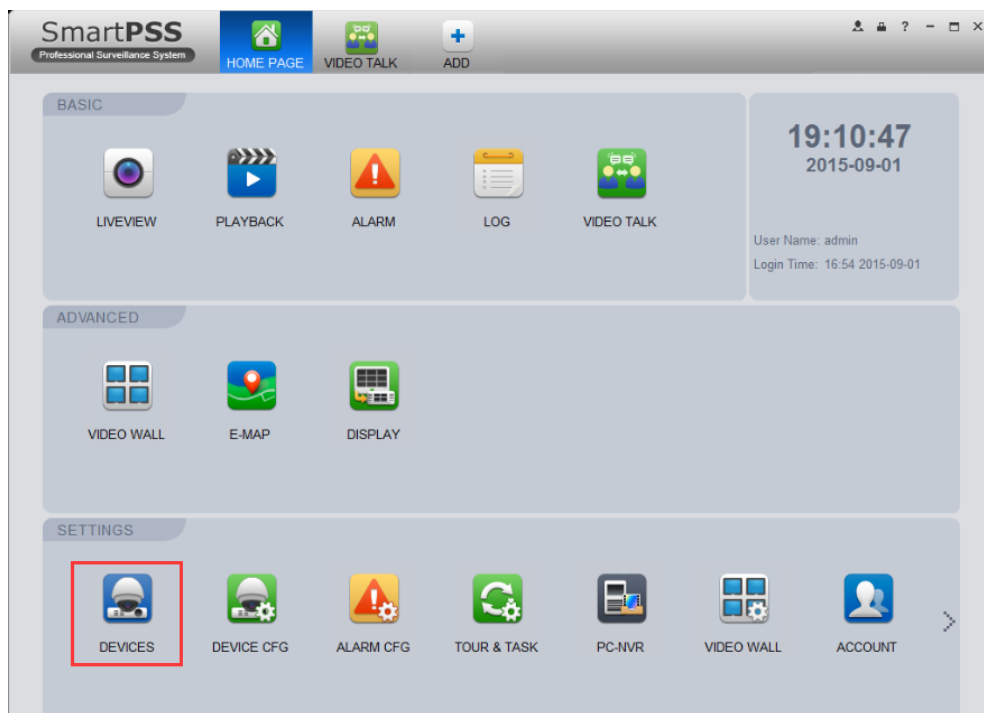 SmartPSS
Professional Surveillance System
HOME PAGE
VIDEO TALK
ADD
?
BASIC
LIVEVIEW
PLAYBACK
ALARM
LOG
VIDEO TALK
19:10:47
2015-09-01
User Name: admin
Login Time: 16:54 2015-09-01
ADVANCED
VIDEO WALL
E-MAP
DISPLAY
SETTINGS
DEVICES
DEVICE CFG
ALARM CFG
TOUR & TASK
PC-NVR
VIDEO WALL
ACCOUNT